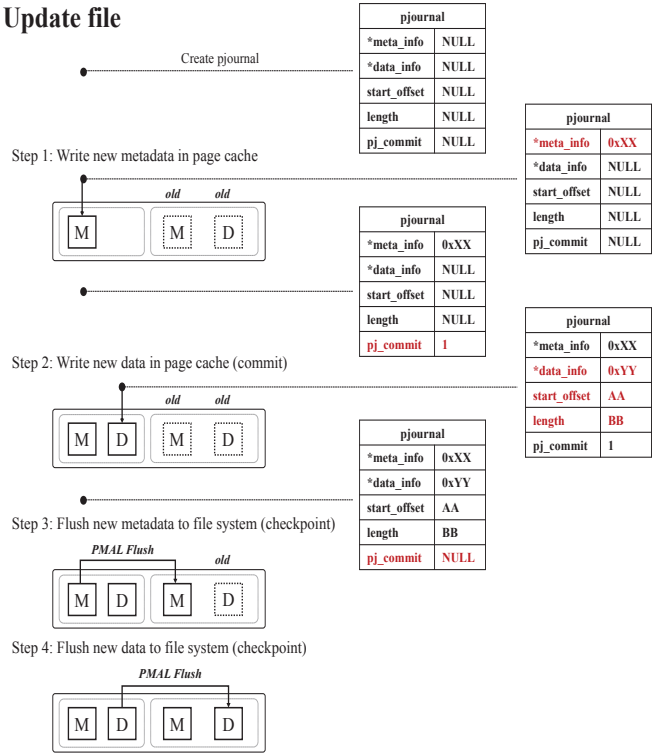 Update file
Create pjournal
pjournal
*meta_info NULL
*data_info NULL
start_offset NULL
length NULL
pj_commit NULL
Step 1: Write new metadata in page cache
old old
M M D
pjournal
*meta_info 0xXX
*data_info NULL
start_offset NULL
length NULL
pj_commit NULL
pjournal
*meta_info 0xXX
*data_info NULL
start_offset NULL
length NULL
pj_commit 1
Step 2: Write new data in page cache (commit)
old old
M D M D
pjournal
*meta_info 0xXX
*data_info 0xYY
start_offset AA
length BB
pj_commit 1
pjournal
*meta_info 0xXX
*data_info 0xYY
start_offset AA
length BB
pj_commit NULL
Step 3: Flush new metadata to file system (checkpoint)
PMAL Flush
old
M D M D
Step 4: Flush new data to file system (checkpoint)
PMAL Flush
M D M D